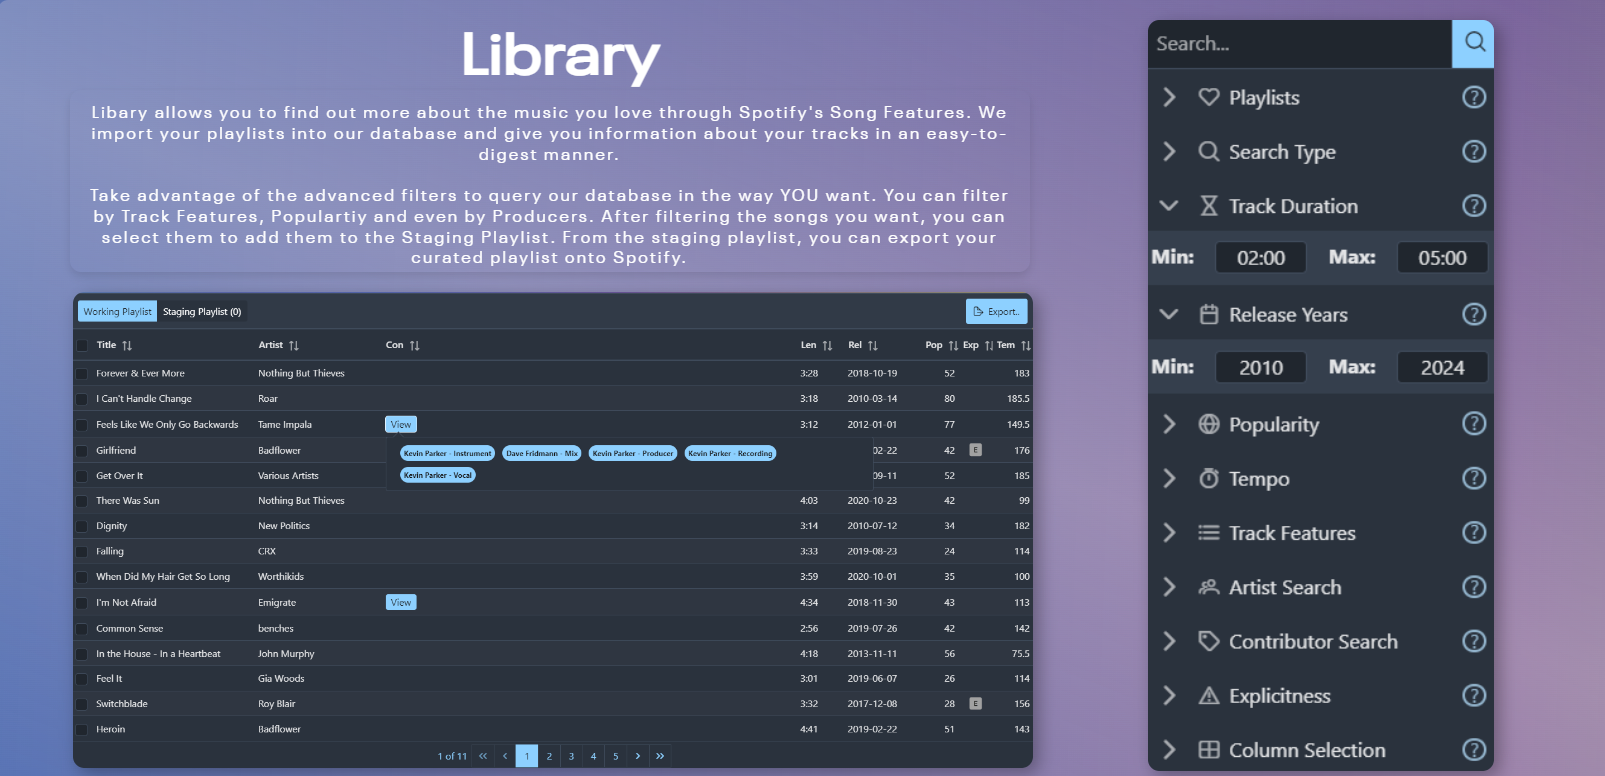 Library
Libary allows you to find out more about the music you love through Spotify's Song Features. We
import your playlists into our database and give you information about your tracks in an easy-to-
digest manner.
Take advantage of the advanced filters to query our database in the way YOU want. You can filter
by Track Features, Populartiy and even by Producers. After filtering the songs you want, you can
select them to add them to the Staging Playlist. From the staging playlist, you can export your
curated playlist onto Spotify.
Working Playlist Staging Playlist (0) Export..
Title Artist Con Len Rel Pop Exp Tem
Forever & Ever More Nothing But Thieves 3:28 2018-10-19 52 183
I Can't Handle Change Roar 3:18 2010-03-14 80 185.5
Feels Like We Only Go Backwards Tame Impala View 3:12 2012-01-01 77 149.5
Girlfriend Badflower 02-22 42 E 176
Kevin Parker - Instrument Dave Fridmann - Mix Kevin Parker - Producer Kevin Parker - Recording
Get Over It Various Artists Kevin Parker - Vocal 09-11 52 185
There Was Sun Nothing But Thieves 4:03 2020-10-23 42 99
Dignity New Politics 3:14 2010-07-12 34 182
Falling CRX 3:33 2019-08-23 24 114
When Did My Hair Get So Long Worthikids 3:59 2020-10-01 35 100
I'm Not Afraid Emigrate View 4:34 2018-11-30 43 113
Common Sense benches 2:56 2019-07-26 42 142
In the House - In a Heartbeat John Murphy 4:18 2013-11-11 56 75.5
Feel It Gia Woods 3:01 2019-06-07 26 114
Switchblade Roy Blair 3:32 2017-12-08 28 E 156
Heroin Badflower 4:41 2019-02-22 51 143
1 of 11 « ‹ 1 2 3 4 5 › »
Search...
Playlists ?
Search Type ?
Track Duration ?
Min: 02:00 Max: 05:00
Release Years ?
Min: 2010 Max: 2024
Popularity ?
Tempo ?
Track Features ?
Artist Search ?
Contributor Search ?
Explicitness ?
Column Selection ?